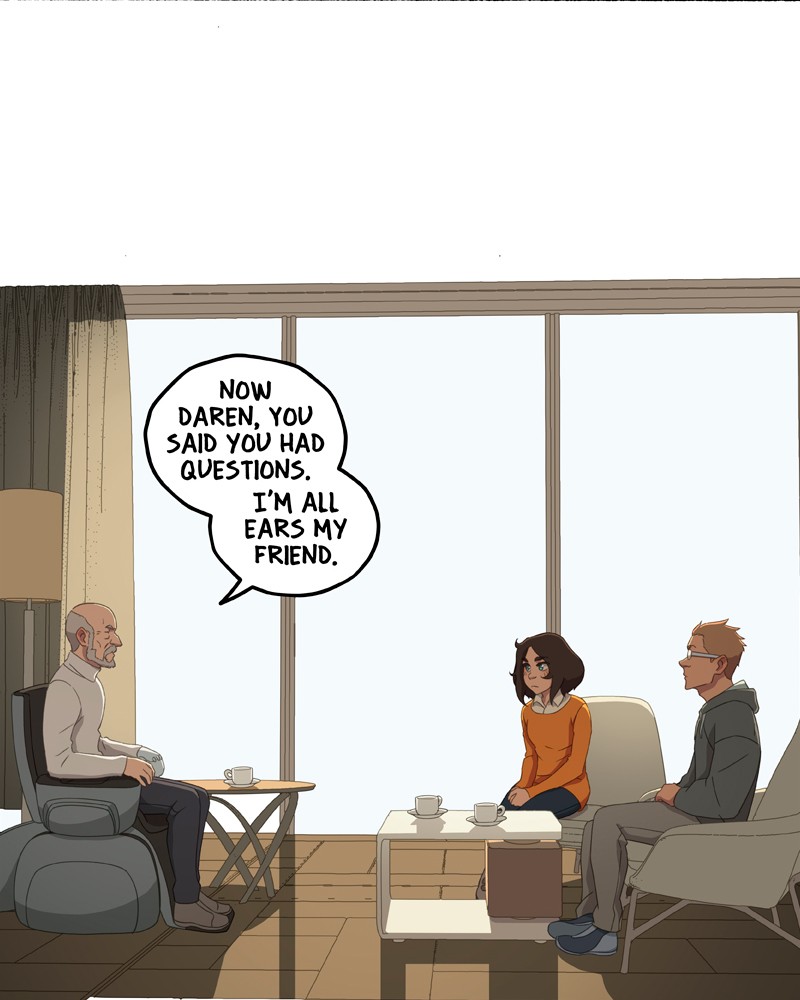 NOW
DAREN, YOU
SAID YOU HAD
QUESTIONS.
I'M ALL
EARS MY
FRIEND.